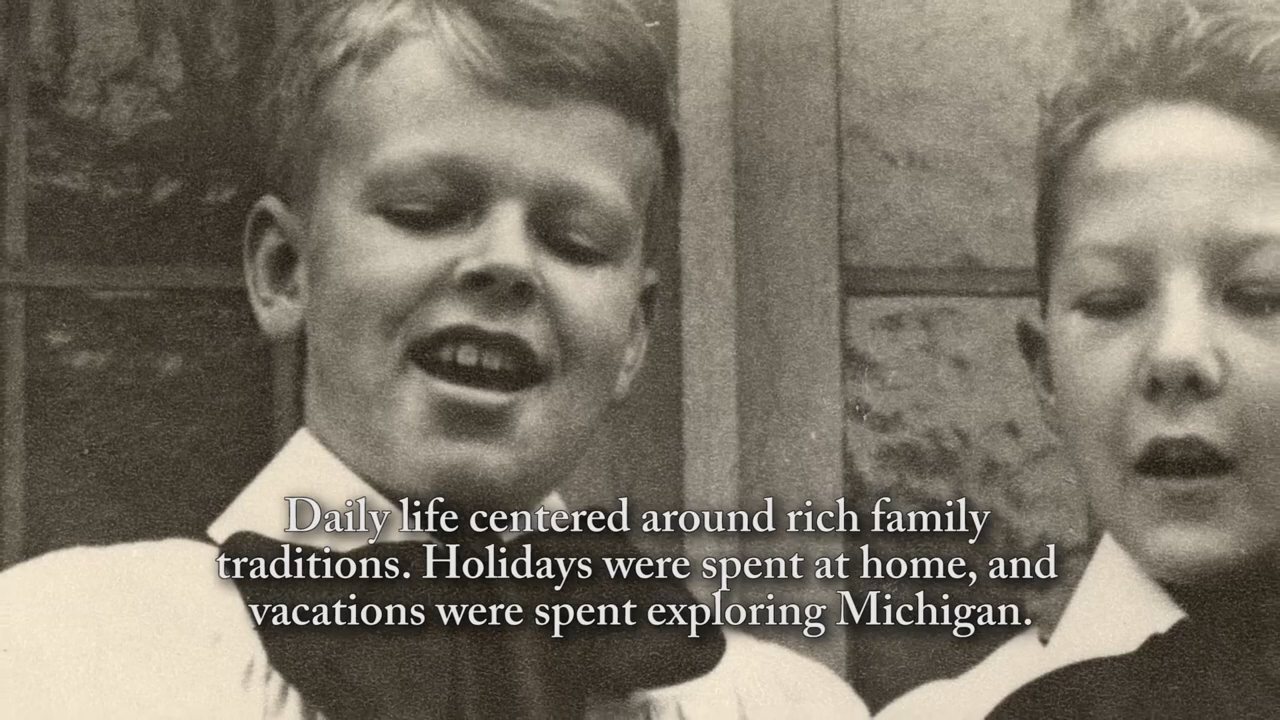 Daily life centered around rich family
traditions. Holidays were spent at home, and
vacations were spent exploring Michigan.